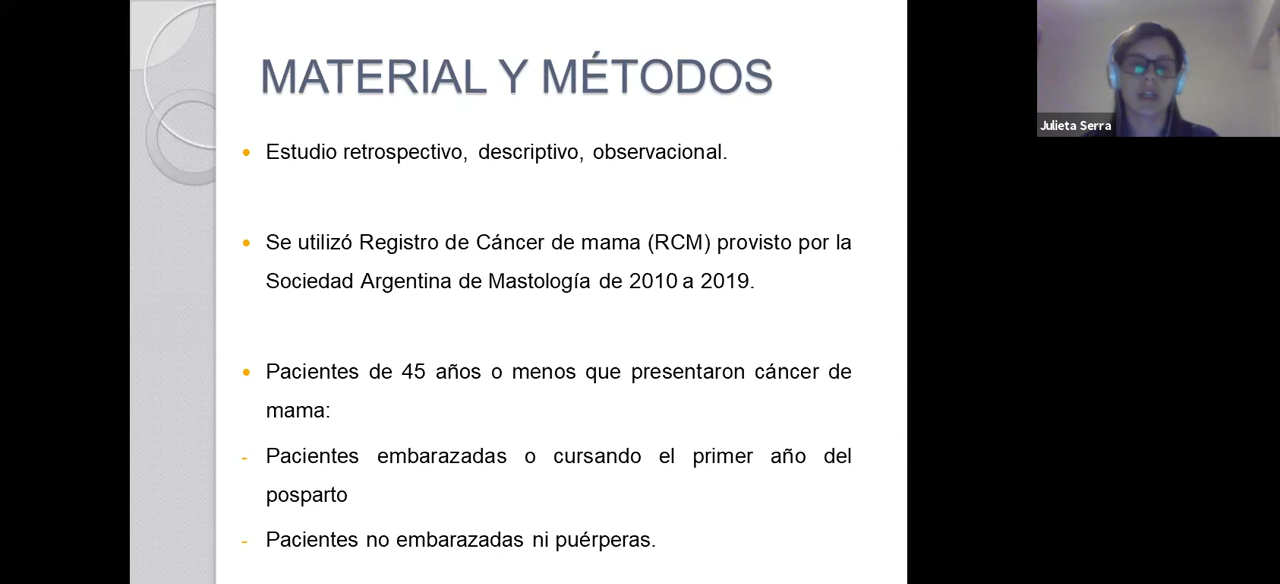 MATERIAL Y MÉTODOS
Estudio retrospectivo, descriptivo, observacional.
Se utilizó Registro de Cáncer de mama (RCM) provisto por la
Sociedad Argentina de Mastología de 2010 a 2019.
Pacientes de 45 años o menos que presentaron cáncer de
mama:
- Pacientes embarazadas o cursando el primer año del
posparto
- Pacientes no embarazadas ni puérperas.
Julieta Serra